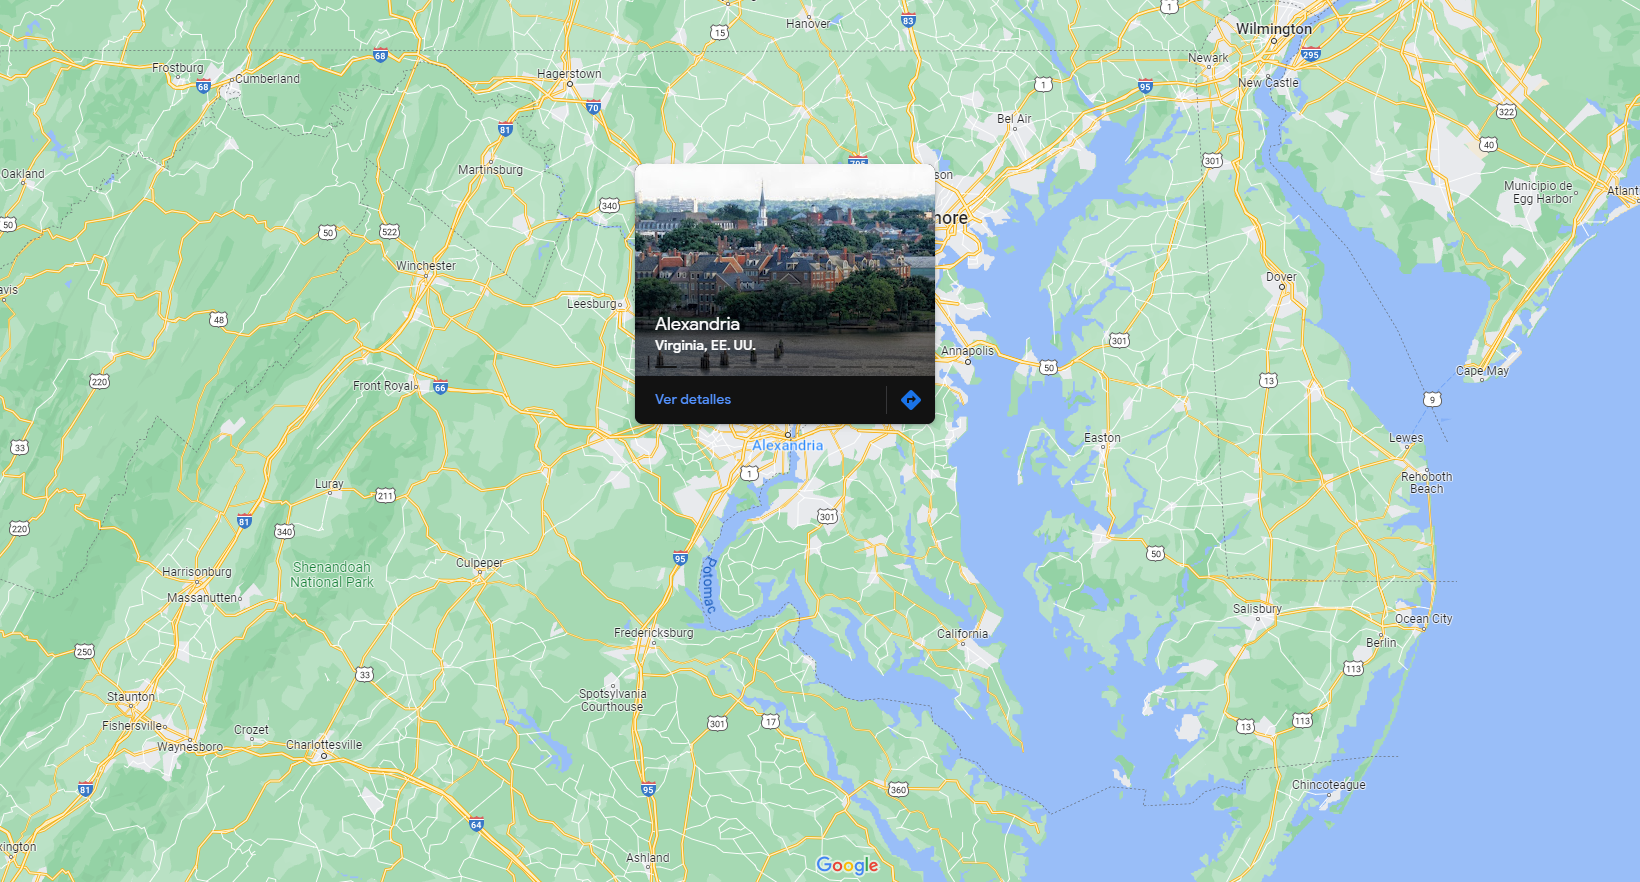 Hanover
83
1
15
Wilmington
68
295
Newark
Frostburg
Hagerstown
Cumberland
New Castle
68
1
95
70
322
Bel Air
81
40
795
301
Martinsburg
Oakland
son
Municipio de
Egg Harbor
Atlant
340
50
522
50
more
Winchester
Dover
avis
Leesburg
48
Alexandria
Virginia, EE. UU.
301
Annapolis
50
Cape May
220
13
Front Royal
66
Ver detalles
9
Easton
Lewes
Alexandria
33
1
Rehoboth
Beach
Luray
211
301
81
220
340
50
95
Culpeper
Shenandoah
National Park
Harrisonburg
Potomac
Massanutten
Salisbury
Ocean City
Fredericksburg
California
Berlin
250
113
33
Spotsylvania
Courthouse
Staunton
301
17
13
113
Fishersville
Crozet
Waynesboro
Charlottesville
Chincoteague
81
95
360
64
xington
Ashland
Google